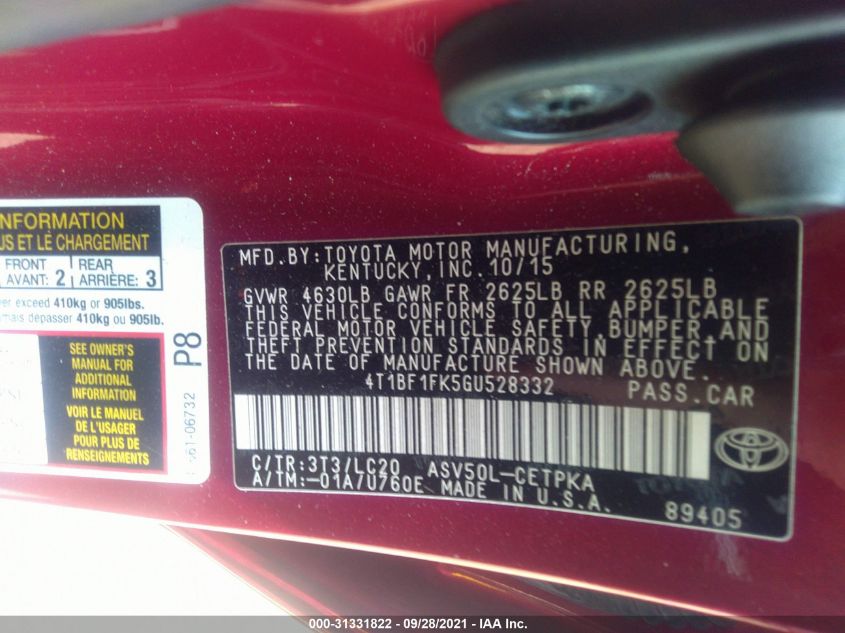 NFORMATION
US ET LE CHARGEMENT
FRONT
AVANT: 2
REAR
ARRIÈRE: 3
ver exceed 410kg or 905lbs.
mais dépasser 410kg ou 905lb.
SEE OWNER'S
MANUAL FOR
ADDITIONAL
INFORMATION
VOIR LE MANUEL
DE L'USAGER
POUR PLUS DE
RENSEIGNEMENTS
P8
61-06732
MFD.BY:TOYOTA MOTOR MANUFACTURING,
KENTUCKY,INC.10/15
GVWR 4630LB GAWR FR 2625LB RR 2625LB
THIS VEHICLE CONFORMS TO ALL APPLICABLE
FEDERAL MOTOR VEHICLE SAFETY,BUMPER,AND
THEFT PREVENTION STANDARDS IN EFFECT ON
THE DATE OF MANUFACTURE SHOWN ABOVE.
4T1BF1FK5GU528332 PASS.CAR
C/TR:3T3/LC20 ASV50L-CETPKA
A/TM:-01A/U760E MADE IN U.S.A.
TOYOTA
89405
000-31331822 / 09/28/2021 - IAA Inc.